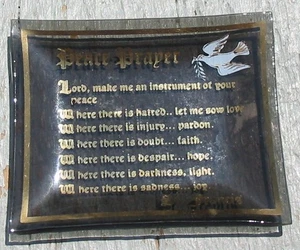 Peace Prayer
Lord, make me an instrument of your
peace
Where there is hatred.. let me sow love
Where there is injury... pardon.
Where there is doubt... faith.
Where there is despair... hope.
Where there is darkness, light.
Where there is sadness... joy